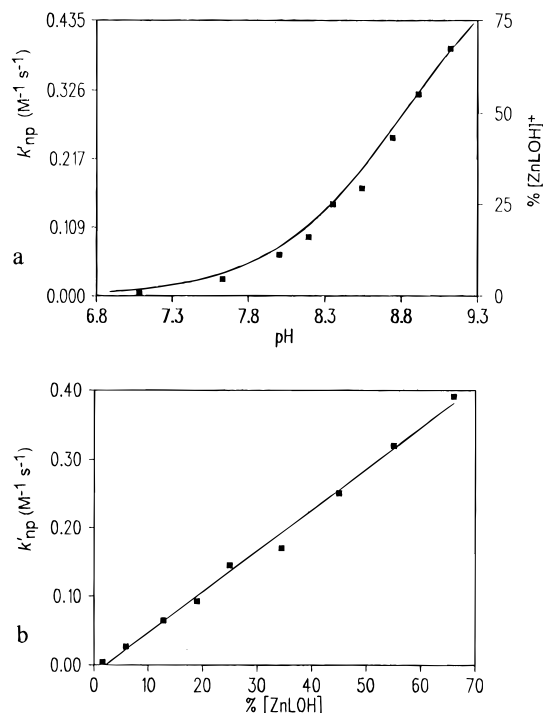 a
k′np (M⁻¹ s⁻¹)
0.435
0.326
0.217
0.109
0.000
75
50
25
0
% [ZnLOH]⁺
6.8 7.3 7.8 8.3 8.8 9.3
pH
b
k′np (M⁻¹ s⁻¹)
0.40
0.30
0.20
0.10
0.00
0 10 20 30 40 50 60 70
% [ZnLOH]